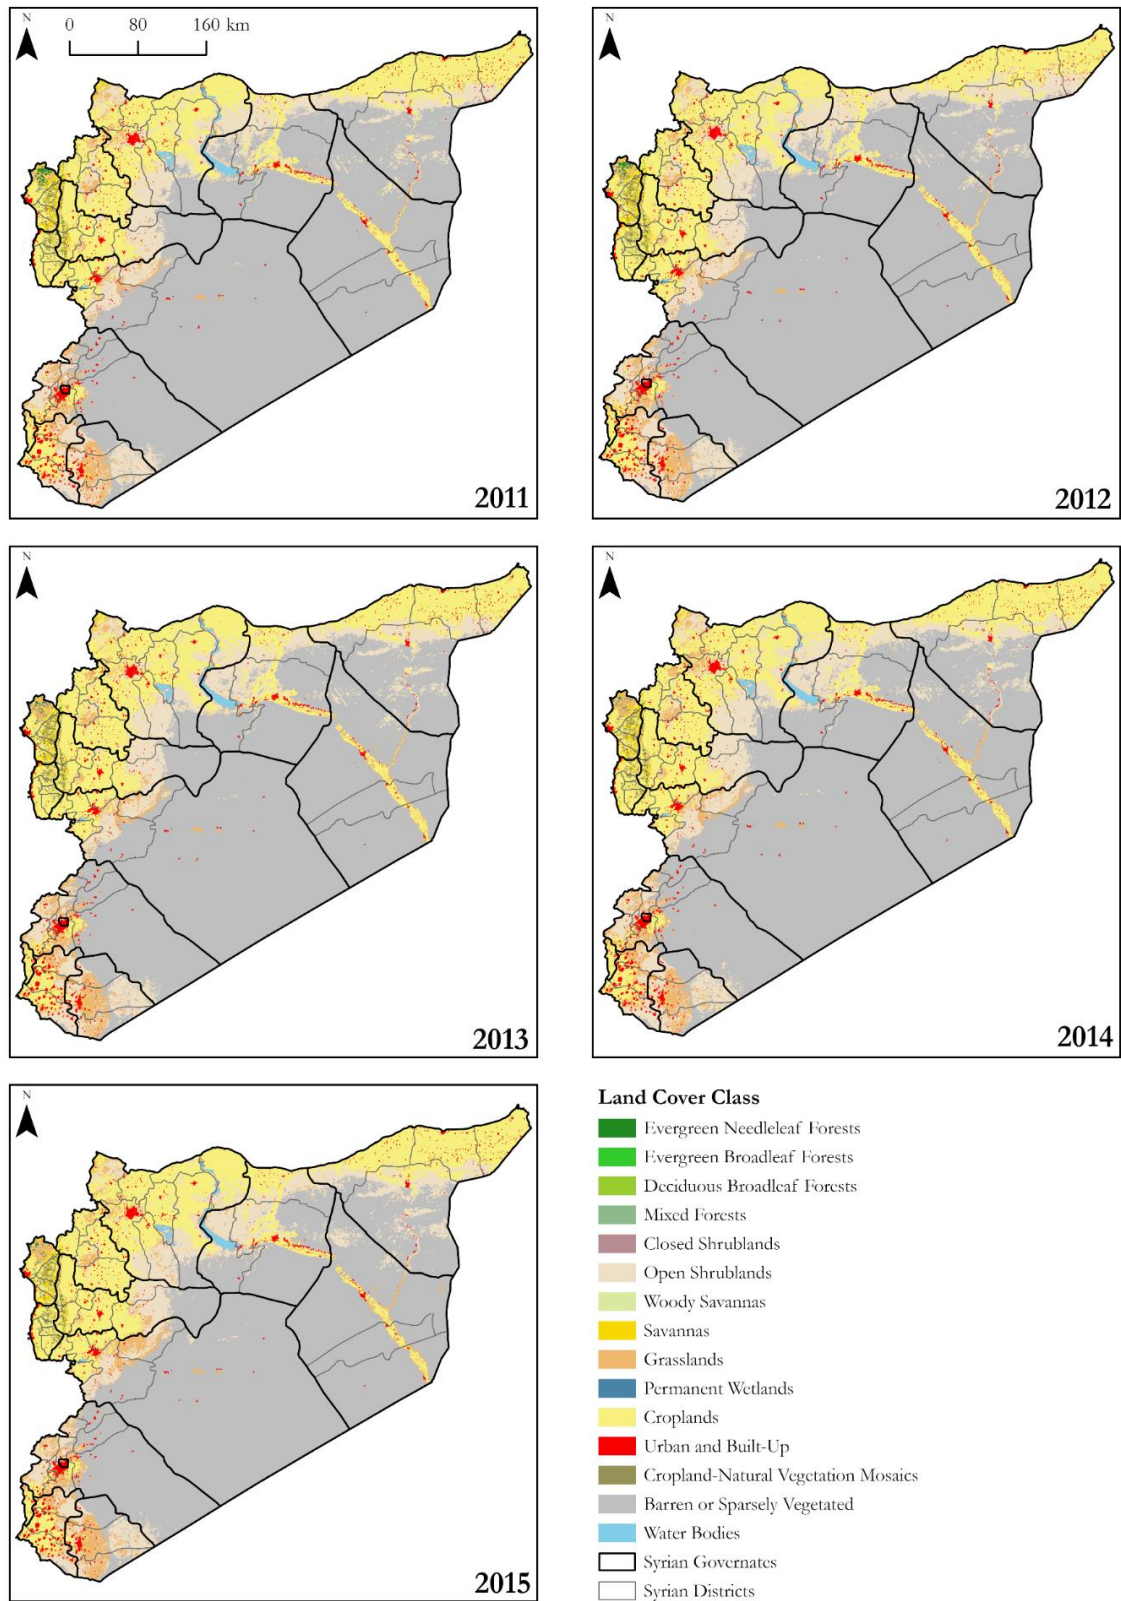 N
0 80 160 km
2011
N
2012
N
2013
N
2014
N
2015
Land Cover Class
Evergreen Needleleaf Forests
Evergreen Broadleaf Forests
Deciduous Broadleaf Forests
Mixed Forests
Closed Shrublands
Open Shrublands
Woody Savannas
Savannas
Grasslands
Permanent Wetlands
Croplands
Urban and Built-Up
Cropland-Natural Vegetation Mosaics
Barren or Sparsely Vegetated
Water Bodies
Syrian Governates
Syrian Districts